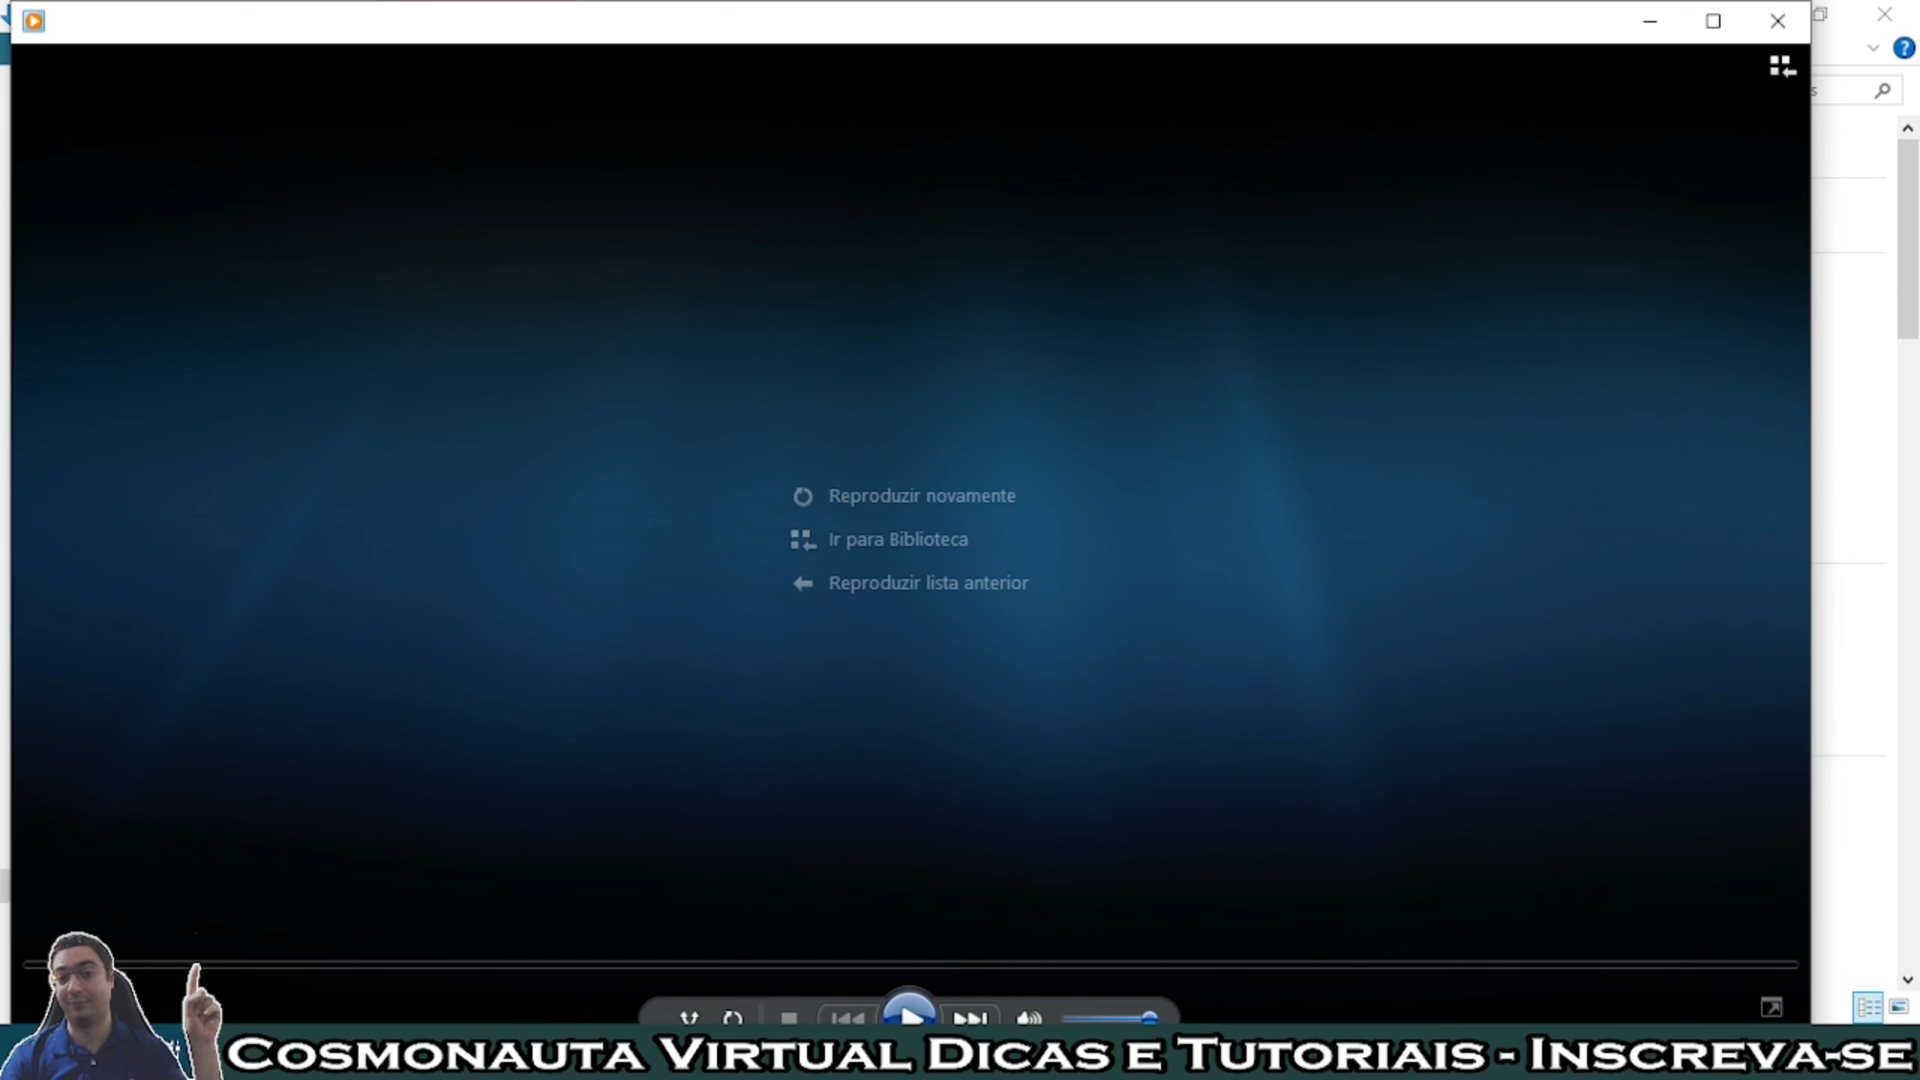 ?
s
Reproduzir novamente
Ir para Biblioteca
Reproduzir lista anterior
Cosmonauta Virtual Dicas e Tutoriais - Inscreva-se